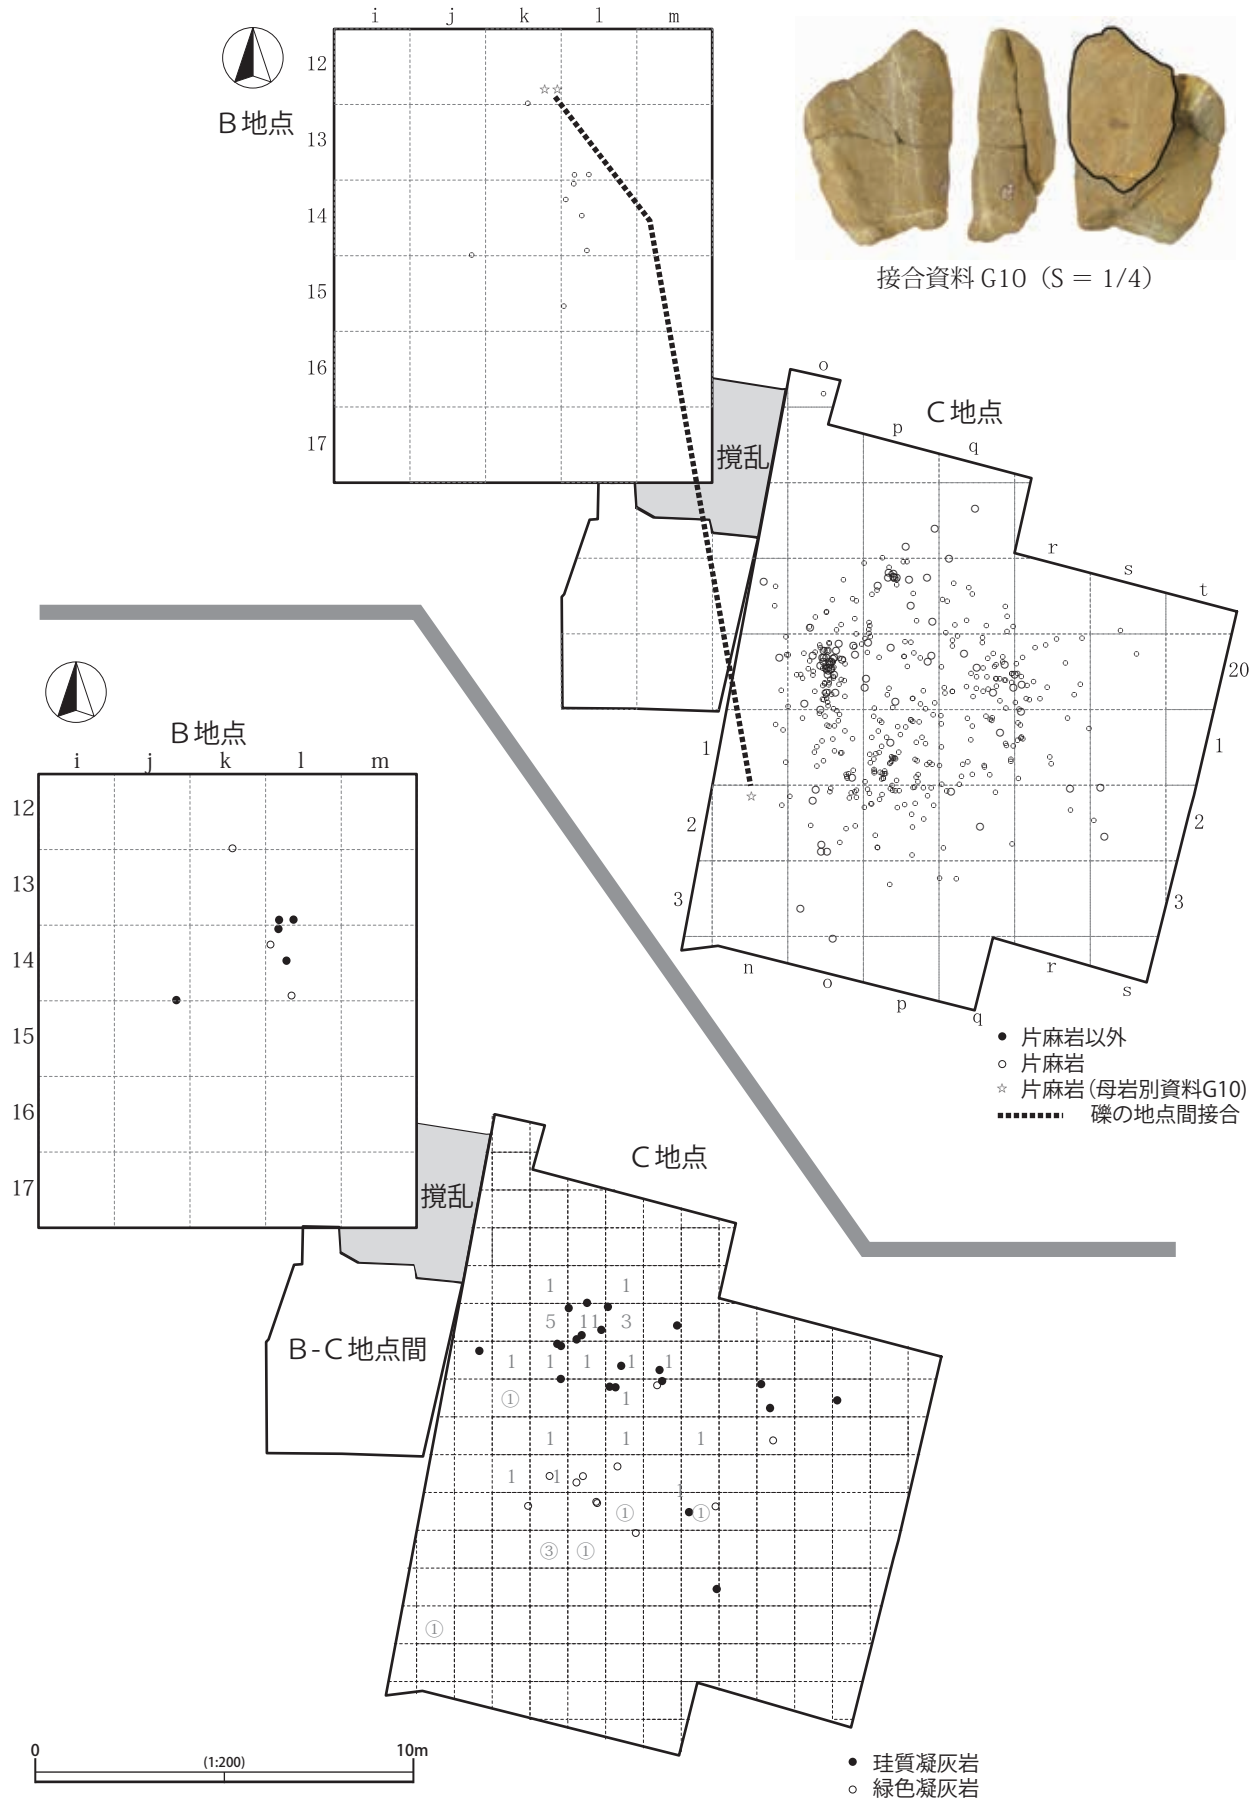 i j k l m
12
13
14
15
16
17
B地点
接合資料 G10（S = 1/4）
撹乱
C地点
o
p
q
r
s
t
20
1
2
3
1
2
3
n
o
p
q
r
s
● 片麻岩以外
○ 片麻岩
☆ 片麻岩(母岩別資料G10)
礫の地点間接合
B地点
i j k l m
12
13
14
15
16
17
撹乱
B-C地点間
C地点
1 1
5 11 3
1 1 1 1 1
① 1
1 1 1
1 1
1
① ①
③ ①
①
0 (1:200) 10m
● 珪質凝灰岩
○ 緑色凝灰岩